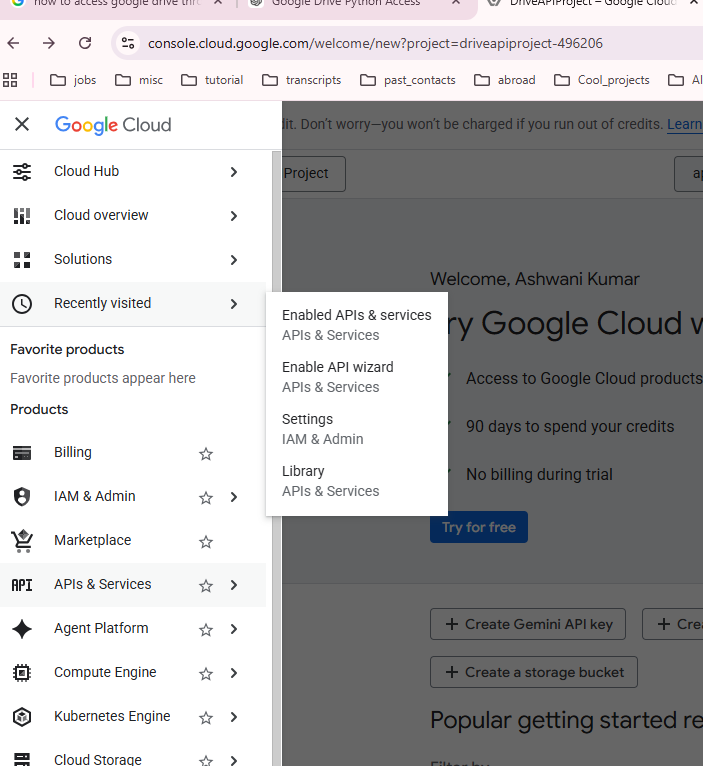 how to access google drive thro
Google Drive Python Access
DriveAPIProject – Google Cloud
console.cloud.google.com/welcome/new?project=driveapiproject-496206
jobs
misc
tutorial
transcripts
past_contacts
abroad
Cool_projects
AI
Google Cloud
dit. Don't worry—you won't be charged if you run out of credits. Learn
Cloud Hub
Project
ap
Cloud overview
Solutions
Recently visited
Welcome, Ashwani Kumar
ry Google Cloud w
Enabled APIs & services
APIs & Services
Enable API wizard
APIs & Services
Settings
IAM & Admin
Library
APIs & Services
Access to Google Cloud products
90 days to spend your credits
No billing during trial
Try for free
Favorite products
Favorite products appear here
Products
Billing
IAM & Admin
Marketplace
API APIs & Services
Agent Platform
Compute Engine
Kubernetes Engine
Cloud Storage
+ Create Gemini API key
+ Crea
+ Create a storage bucket
Popular getting started re
Filter by